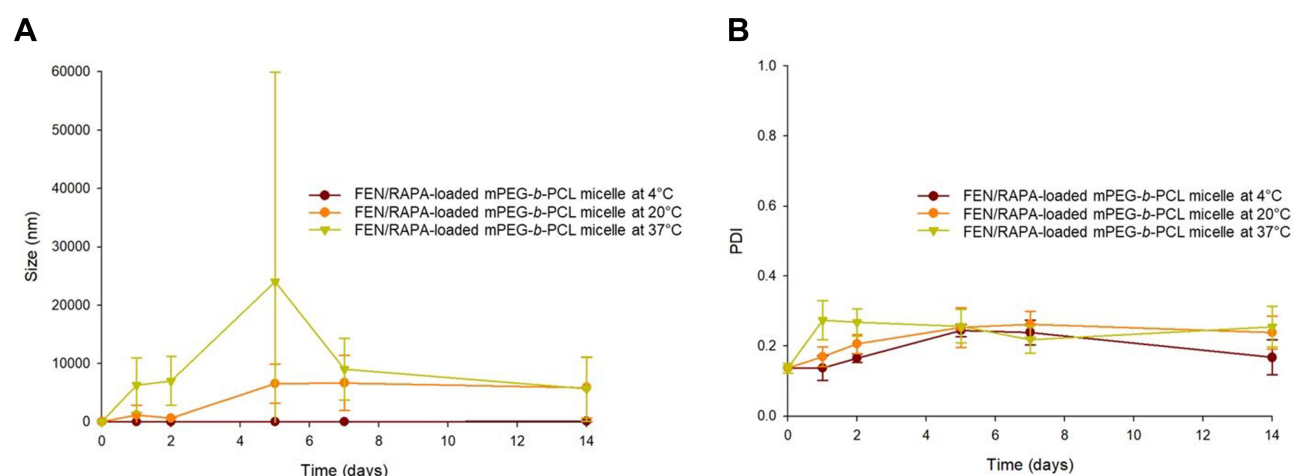 A
60000
50000
40000
30000
20000
10000
0
Size (nm)
FEN/RAPA-loaded mPEG-b-PCL micelle at 4°C
FEN/RAPA-loaded mPEG-b-PCL micelle at 20°C
FEN/RAPA-loaded mPEG-b-PCL micelle at 37°C
0 2 4 6 8 10 12 14
Time (days)
B
1.0
0.8
0.6
0.4
0.2
0.0
PDI
FEN/RAPA-loaded mPEG-b-PCL micelle at 4°C
FEN/RAPA-loaded mPEG-b-PCL micelle at 20°C
FEN/RAPA-loaded mPEG-b-PCL micelle at 37°C
0 2 4 6 8 10 12 14
Time (days)